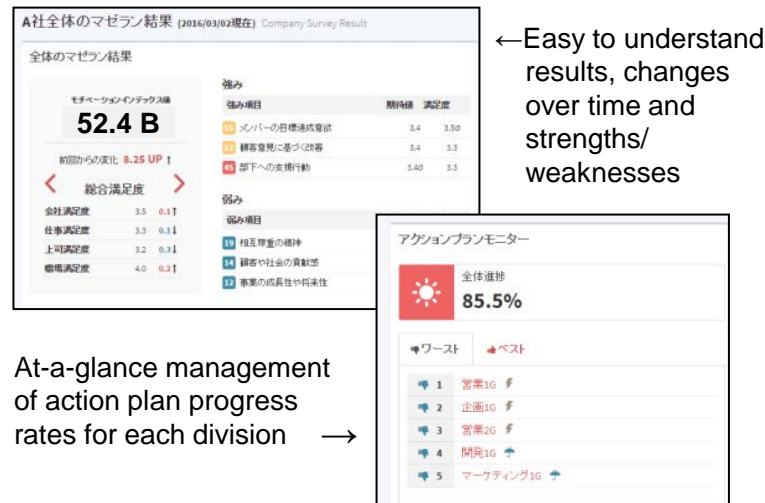 A社全体のマゼラン結果 (2016/03/02現在) Company Survey Result
全体のマゼラン結果
モチベーションインデックス値
52.4 B
前回からの変化 8.25 UP ↑
総合満足度
会社満足度 3.5 0.1↑
仕事満足度 3.3 0.1↓
上司満足度 3.2 0.3↓
職場満足度 4.0 0.2↑
強み
強み項目 期待値 満足度
55 メンバーの目標達成意欲 3.4 3.50
52 顧客意見に基づく改善 3.4 3.3
45 部下への支援行動 3.40 3.3
弱み
弱み項目
19 相互尊重の精神
14 顧客や社会の貢献感
12 事業の成長性や将来性
←Easy to understand
results, changes
over time and
strengths/
weaknesses
アクションプランモニター
全体進捗
85.5%
ワースト ベスト
1 営業1G
2 企画1G
3 営業2G
4 開発1G
5 マーケティング1G
At-a-glance management
of action plan progress
rates for each division →